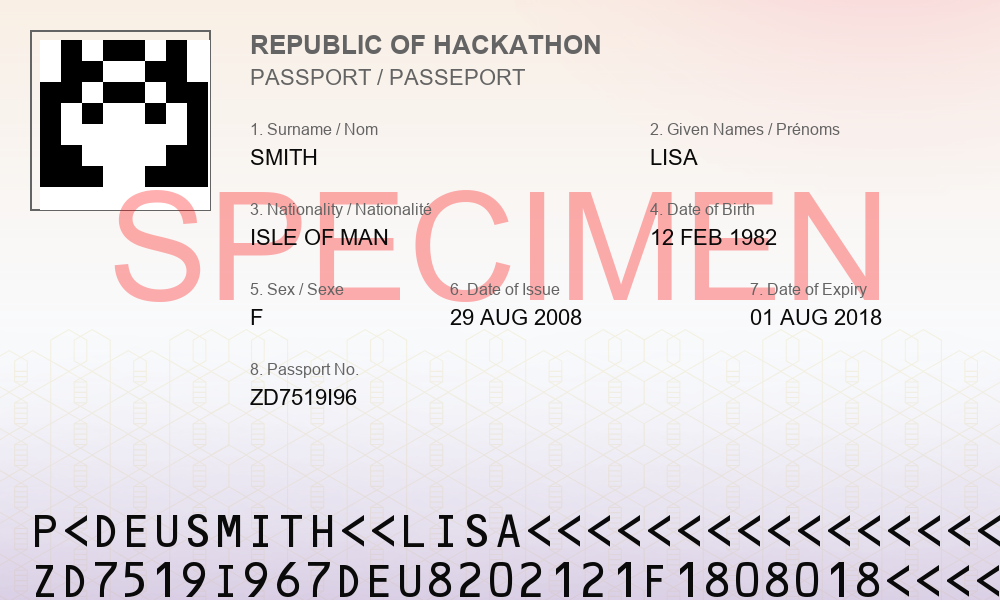 REPUBLIC OF HACKATHON
PASSPORT / PASSEPORT
1. Surname / Nom
2. Given Names / Prénoms
SMITH
LISA
SPECIMEN
3. Nationality / Nationalité
4. Date of Birth
ISLE OF MAN
12 FEB 1982
5. Sex / Sexe
6. Date of Issue
7. Date of Expiry
F
29 AUG 2008
01 AUG 2018
8. Passport No.
ZD7519I96
P<DEUSMITH<<LISA<<<<<<<<<<<<<<<<
ZD7519I967DEU8202121F1808018<<<<